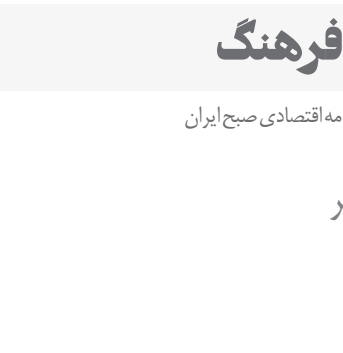 فرهنگ
مه اقتصادی صبح ایران
ر